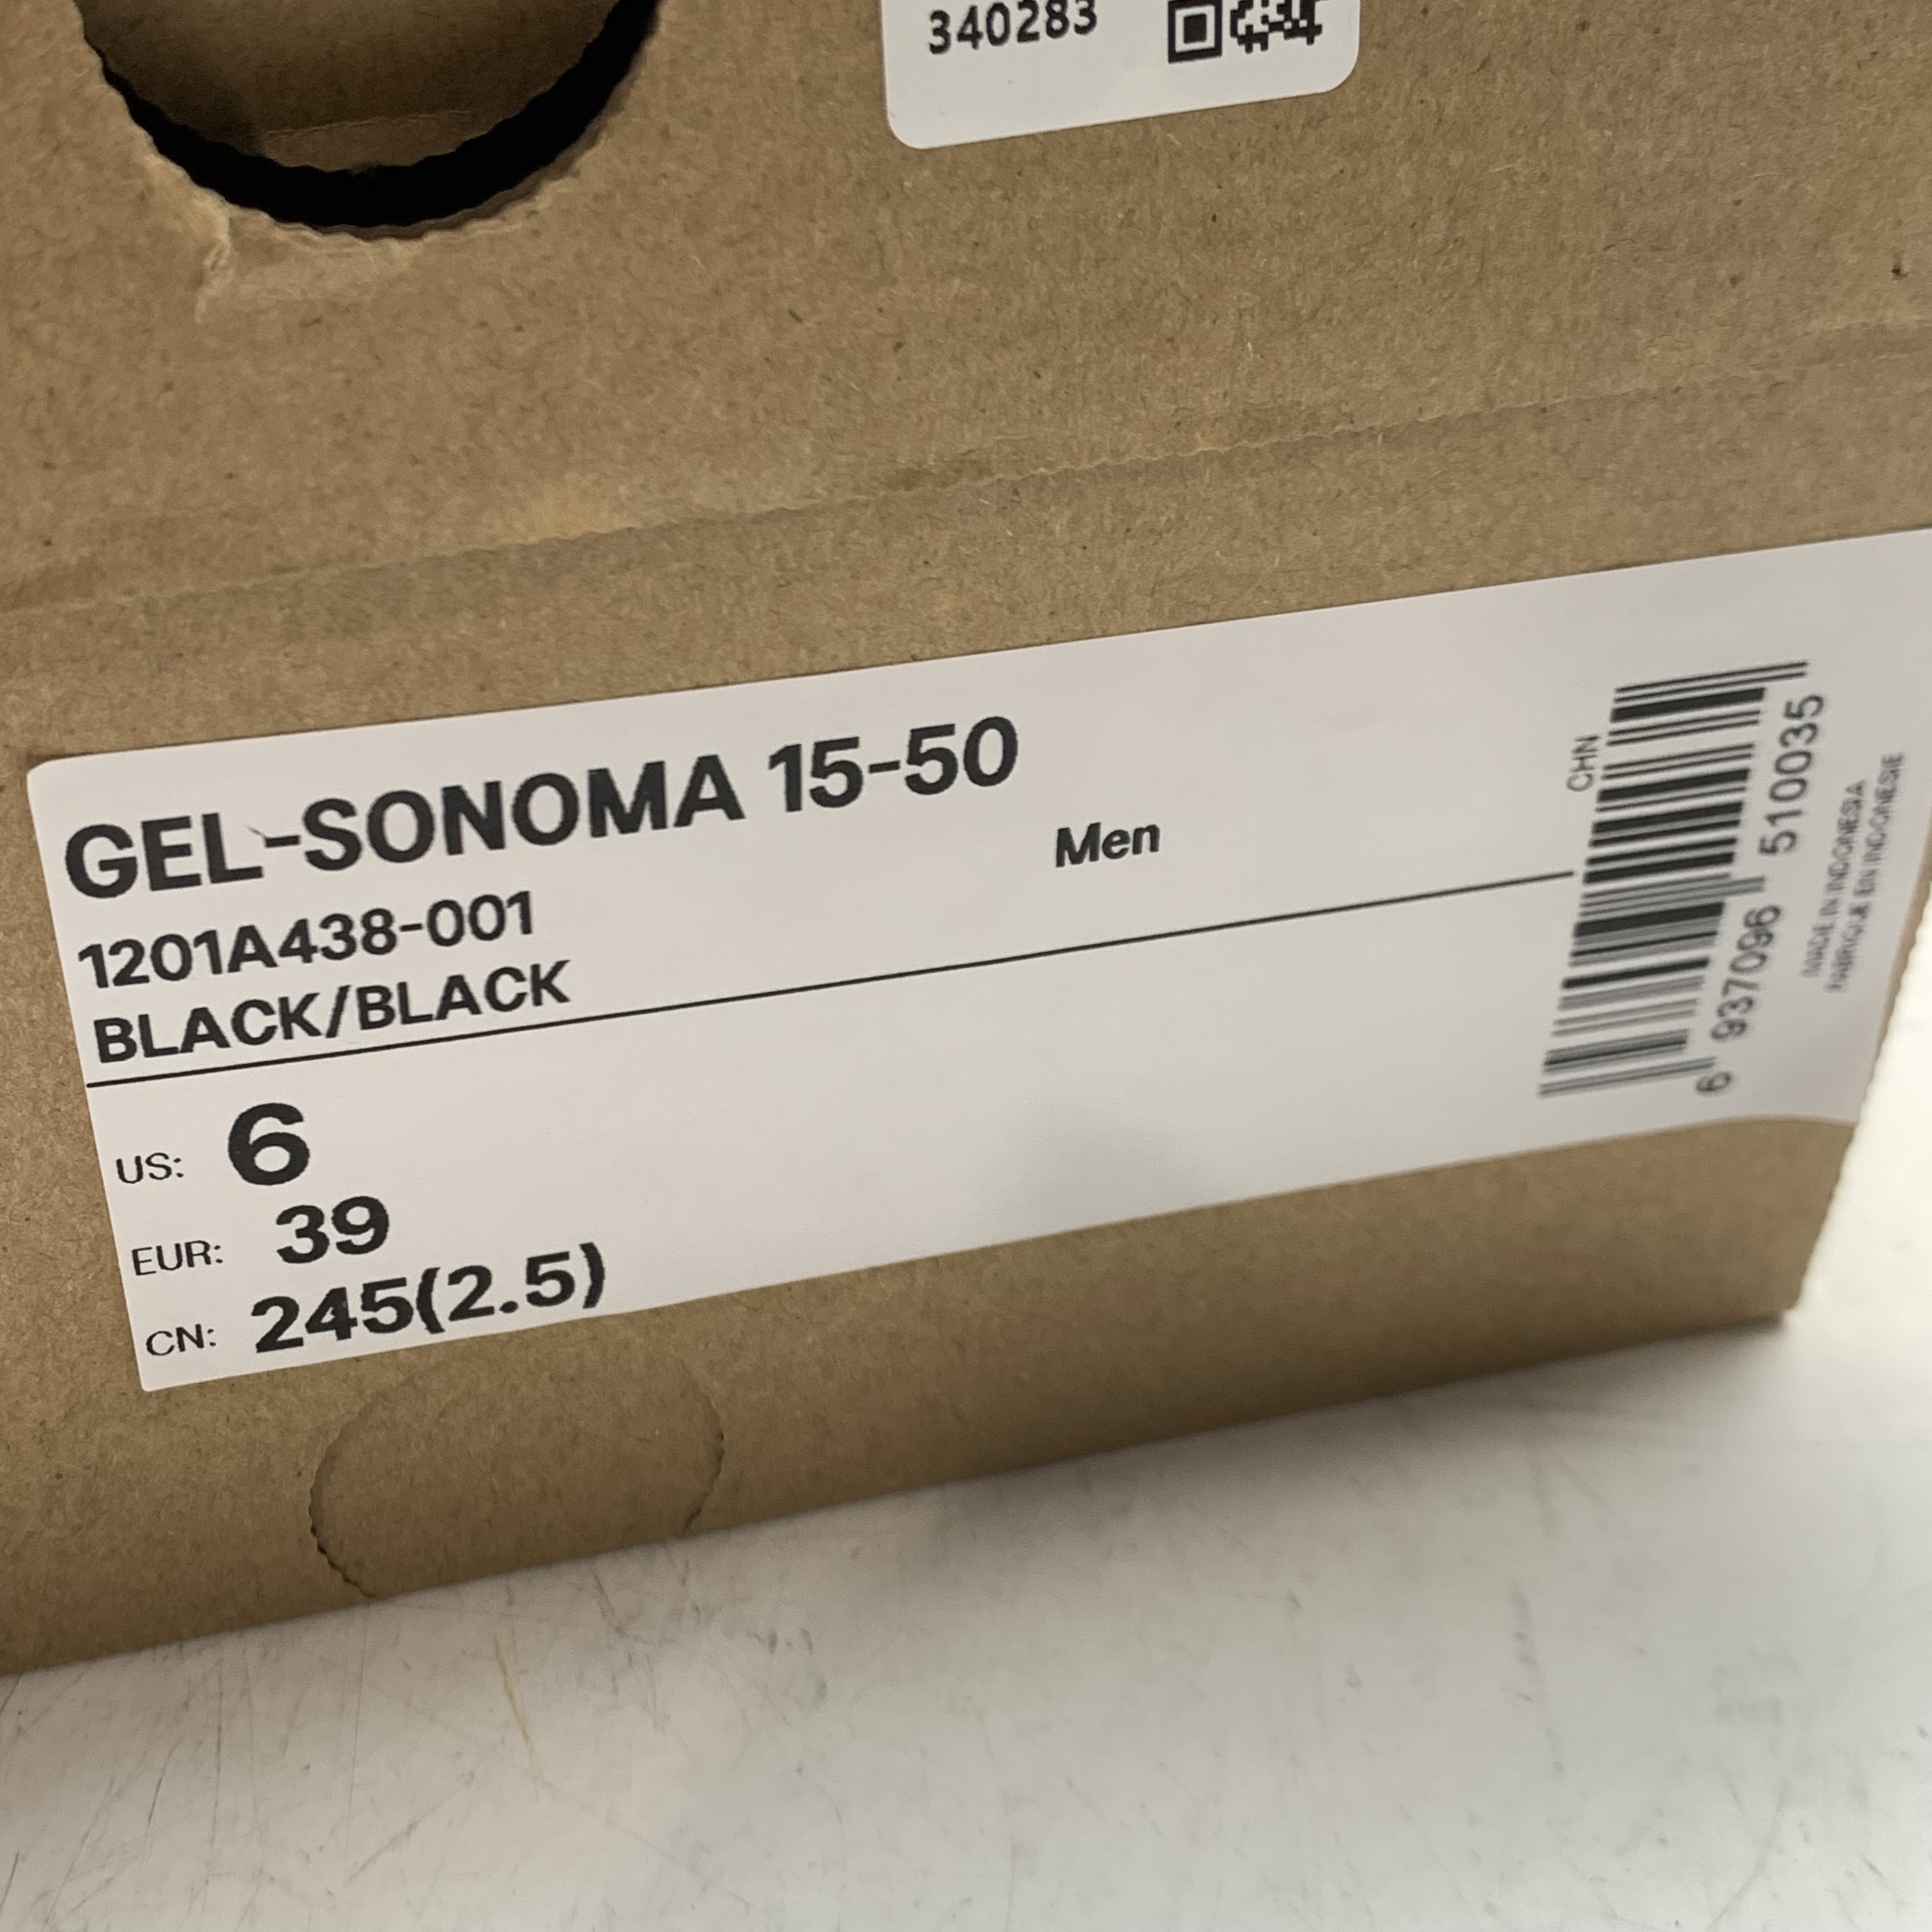 340283
GEL-SONOMA 15-50
Men
1201A438-001
BLACK/BLACK
US: 6
EUR: 39
CN: 245(2.5)
CHN
6 937096 510035
MADE IN INDONESIA
FABRIQUE EN INDONESIE